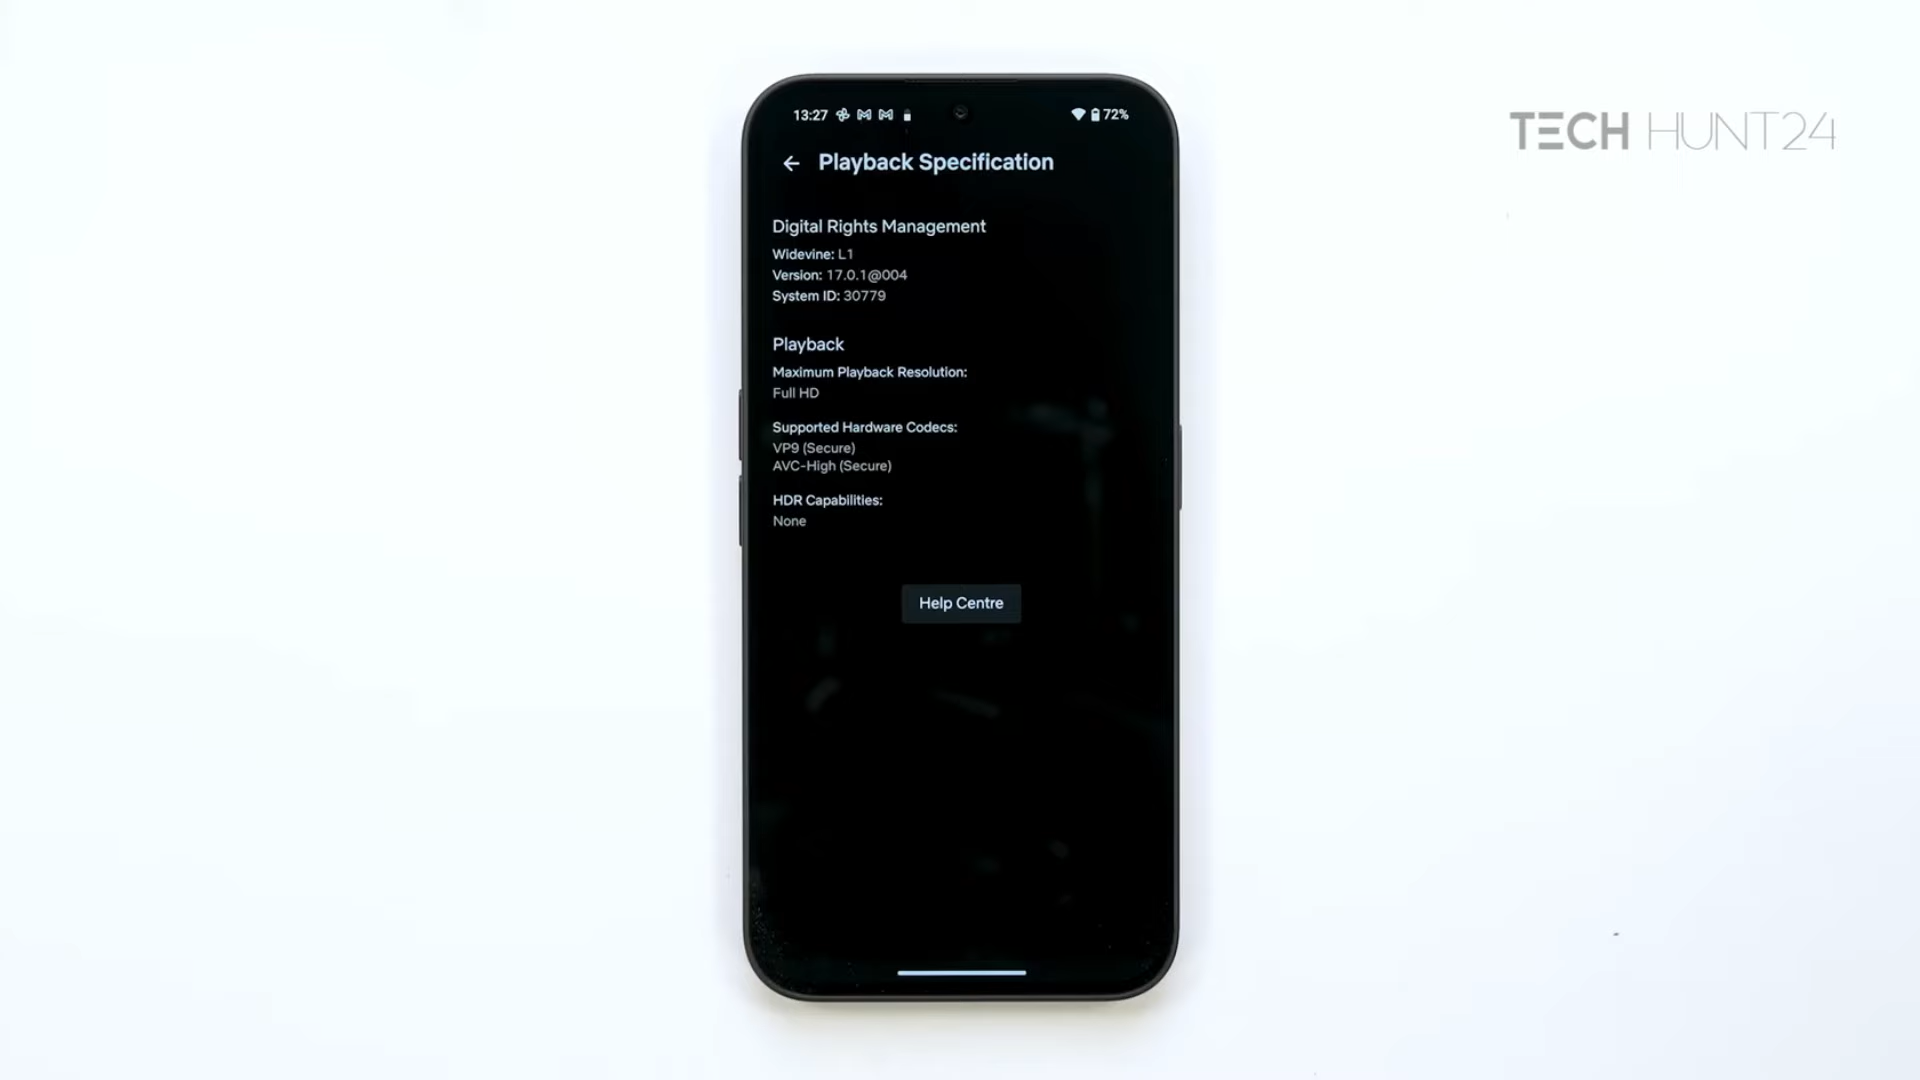 TECH HUNT24
13:27
72%
Playback Specification
Digital Rights Management
Widevine: L1
Version: 17.0.1@004
System ID: 30779
Playback
Maximum Playback Resolution:
Full HD
Supported Hardware Codecs:
VP9 (Secure)
AVC-High (Secure)
HDR Capabilities:
None
Help Centre